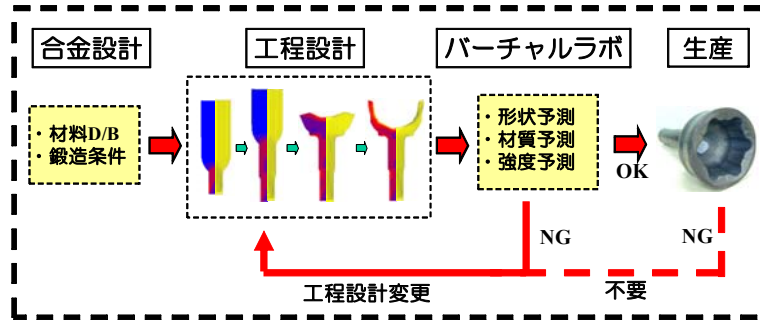 合金設計
工程設計
バーチャルラボ
生産
・材料D/B
・鍛造条件
・形状予測
・材質予測
・強度予測
OK
NG
NG
工程設計変更
不要